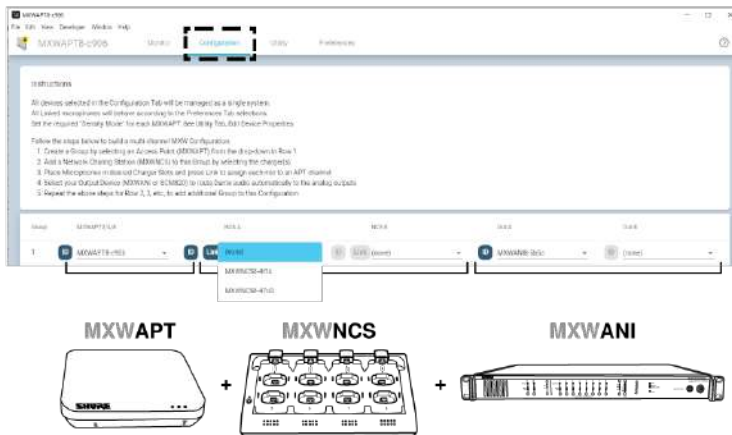 MXWAPT8-c906
File Edit View Developer Window Help
MXWAPT8-c906 Monitor Configuration Utility Preferences
Instructions
All devices selected in the Configuration Tab will be managed as a single system.
All Linked microphones will behave according to the Preferences Tab selections.
Set the required "Density Mode" for each MXWAPT. See Utility Tab, Edit Device Properties.
Follow the steps below to build a multi-channel MXW Configuration.
1. Create a Group by selecting an Access Point (MXWAPT) from the drop-down in Row 1
2. Add a Network Charging Station (MXWNCS) to this Group by selecting the charger(s).
3. Place Microphones in desired Charger Slots and press Link to assign each mic to an APT channel
4. Select your Output Device (MXWANI or SCM820) to route Dante audio automatically to the analog outputs
5. Repeat the above steps for Row 2, 3, etc, to add additional Group to this Configuration
Group
1 ID MXWAPT8-c906 ID Link (none) ID Link (none) ID ID (none)
MXWAPT + MXWNCS + MXWANI
SHURE